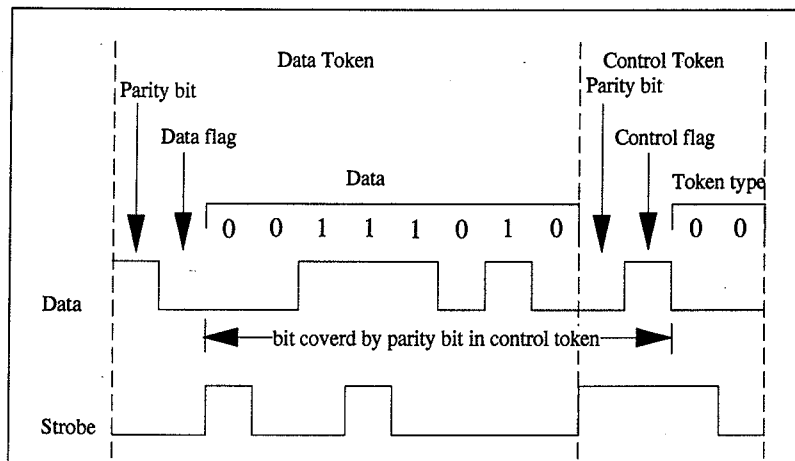 Data Token
Control Token
Parity bit
Parity bit
Data flag
Control flag
Data
Token type
0 0 1 1 1 0 1 0
0 0
Data
bit coverd by parity bit in control token
Strobe